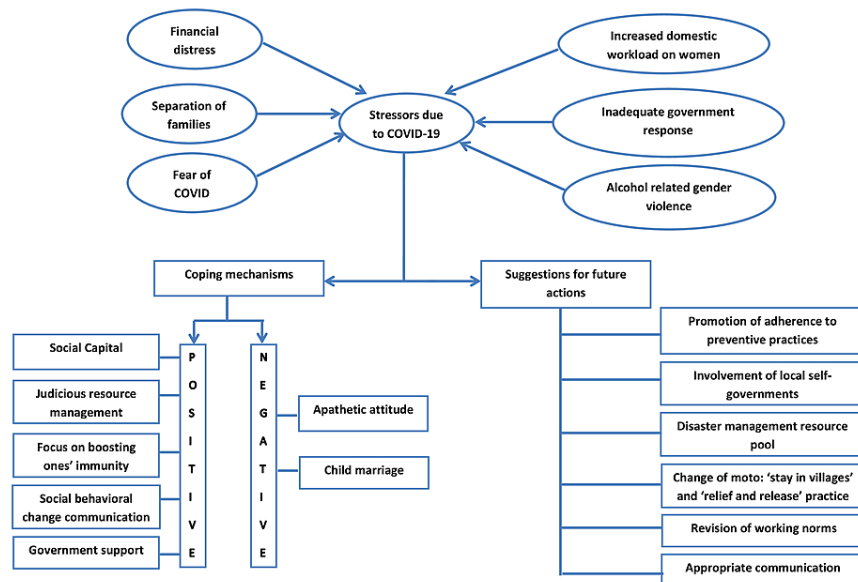 Financial
distress
Increased domestic
workload on women
Separation of
families
Stressors due
to COVID-19
Inadequate government
response
Fear of
COVID
Alcohol related gender
violence
Coping mechanisms
Suggestions for future
actions
Social Capital
Judicious resource
management
Focus on boosting
ones’ immunity
Social behavioral
change communication
Government support
P
O
S
I
T
I
V
E
N
E
G
A
T
I
V
E
Apathetic attitude
Child marriage
Promotion of adherence to
preventive practices
Involvement of local self-
governments
Disaster management resource
pool
Change of moto: ‘stay in villages’
and ‘relief and release’ practice
Revision of working norms
Appropriate communication